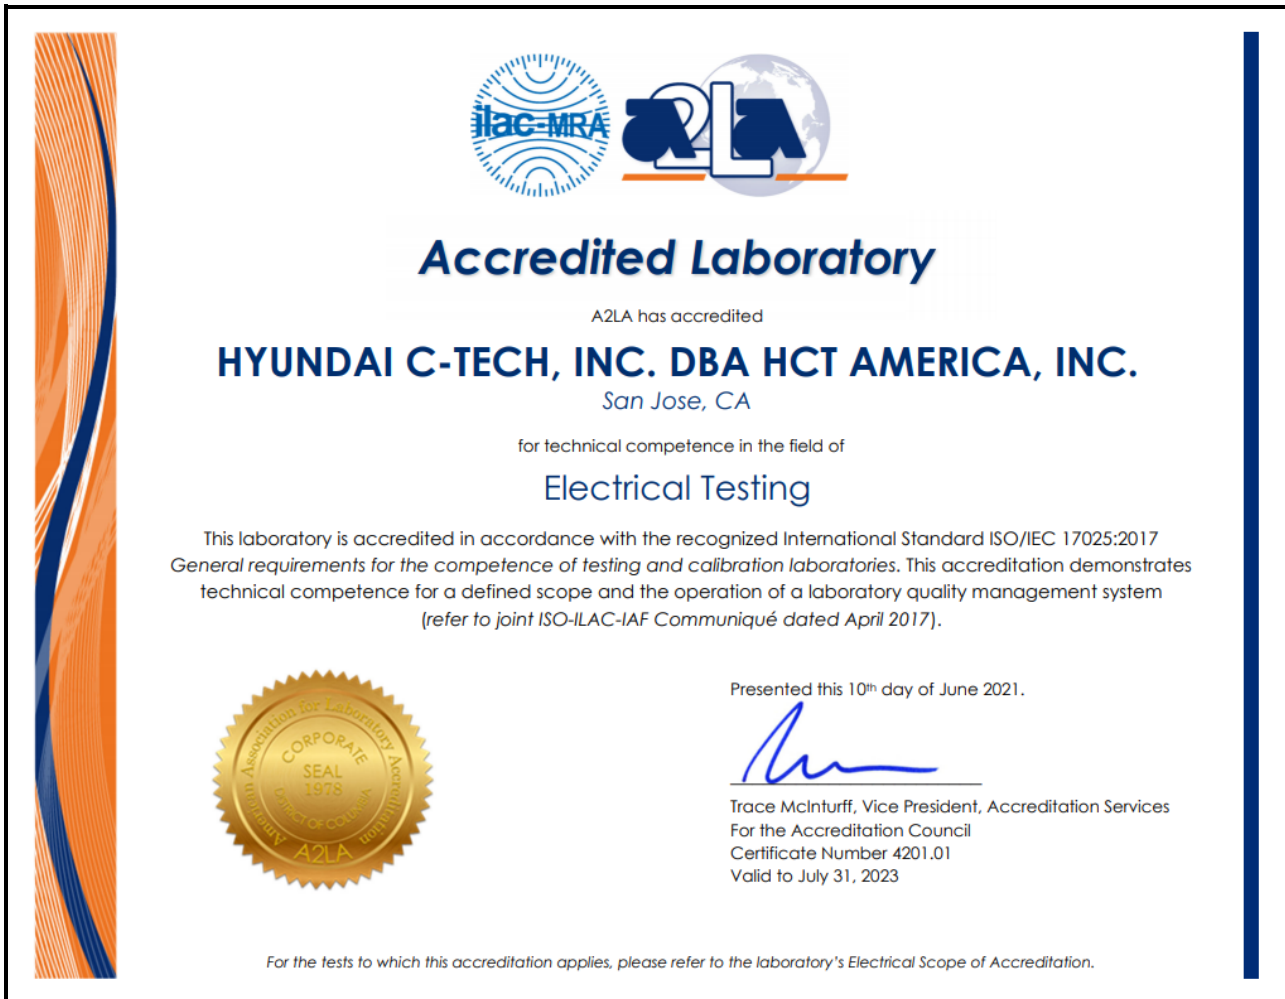 ilac-MRA
a2La
Accredited Laboratory
A2LA has accredited
HYUNDAI C-TECH, INC. DBA HCT AMERICA, INC.
San Jose, CA
for technical competence in the field of
Electrical Testing
This laboratory is accredited in accordance with the recognized International Standard ISO/IEC 17025:2017
General requirements for the competence of testing and calibration laboratories. This accreditation demonstrates
technical competence for a defined scope and the operation of a laboratory quality management system
(refer to joint ISO-ILAC-IAF Communiqué dated April 2017).
American Association for Laboratory Accreditation
CORPORATE
SEAL
1978
DISTRICT OF COLUMBIA
A2LA
Presented this 10th day of June 2021.
Trace McInturff, Vice President, Accreditation Services
For the Accreditation Council
Certificate Number 4201.01
Valid to July 31, 2023
For the tests to which this accreditation applies, please refer to the laboratory's Electrical Scope of Accreditation.